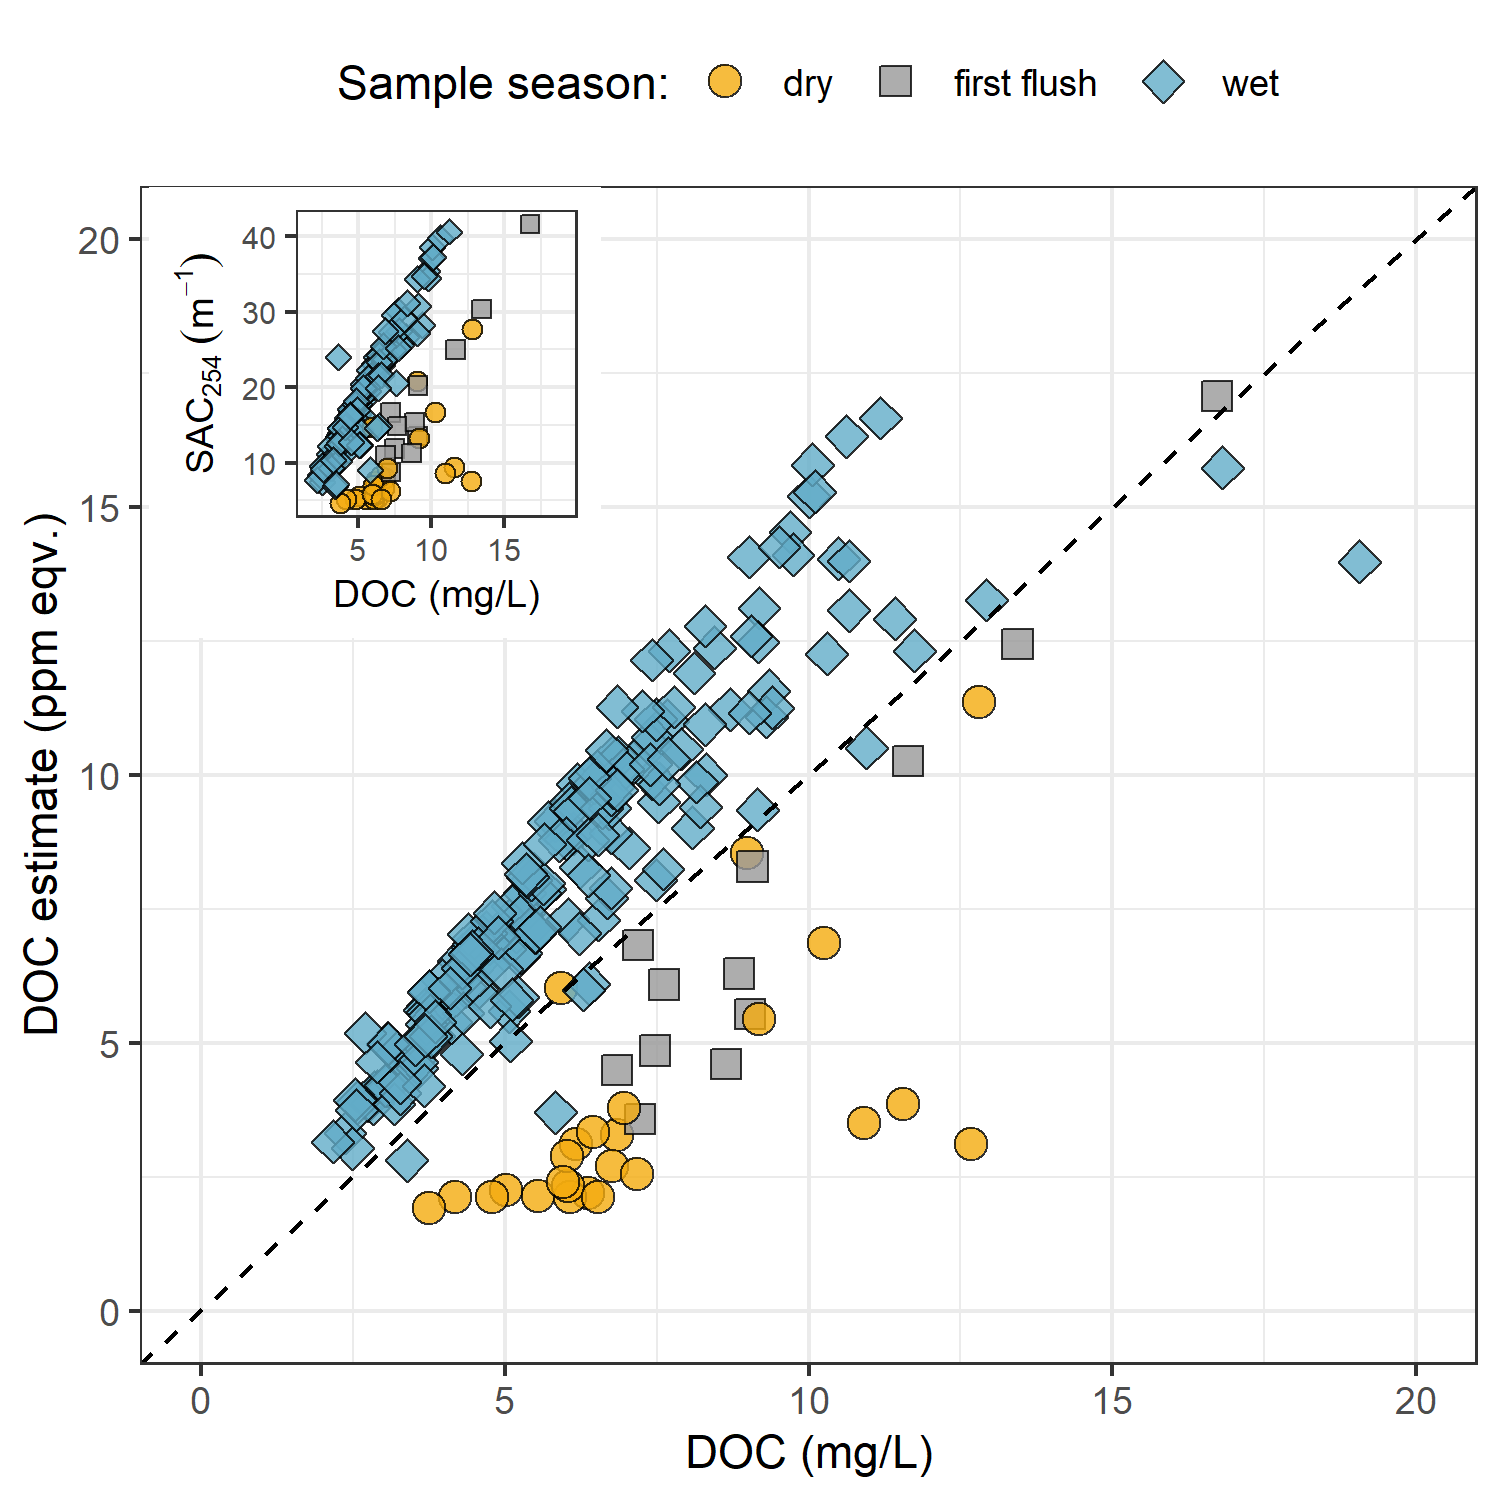 Sample season: dry first flush wet
20
15
10
5
0
DOC estimate (ppm eqv.)
0 5 10 15 20
DOC (mg/L)
40
30
20
10
SAC₂₅₄ (m⁻¹)
5 10 15
DOC (mg/L)